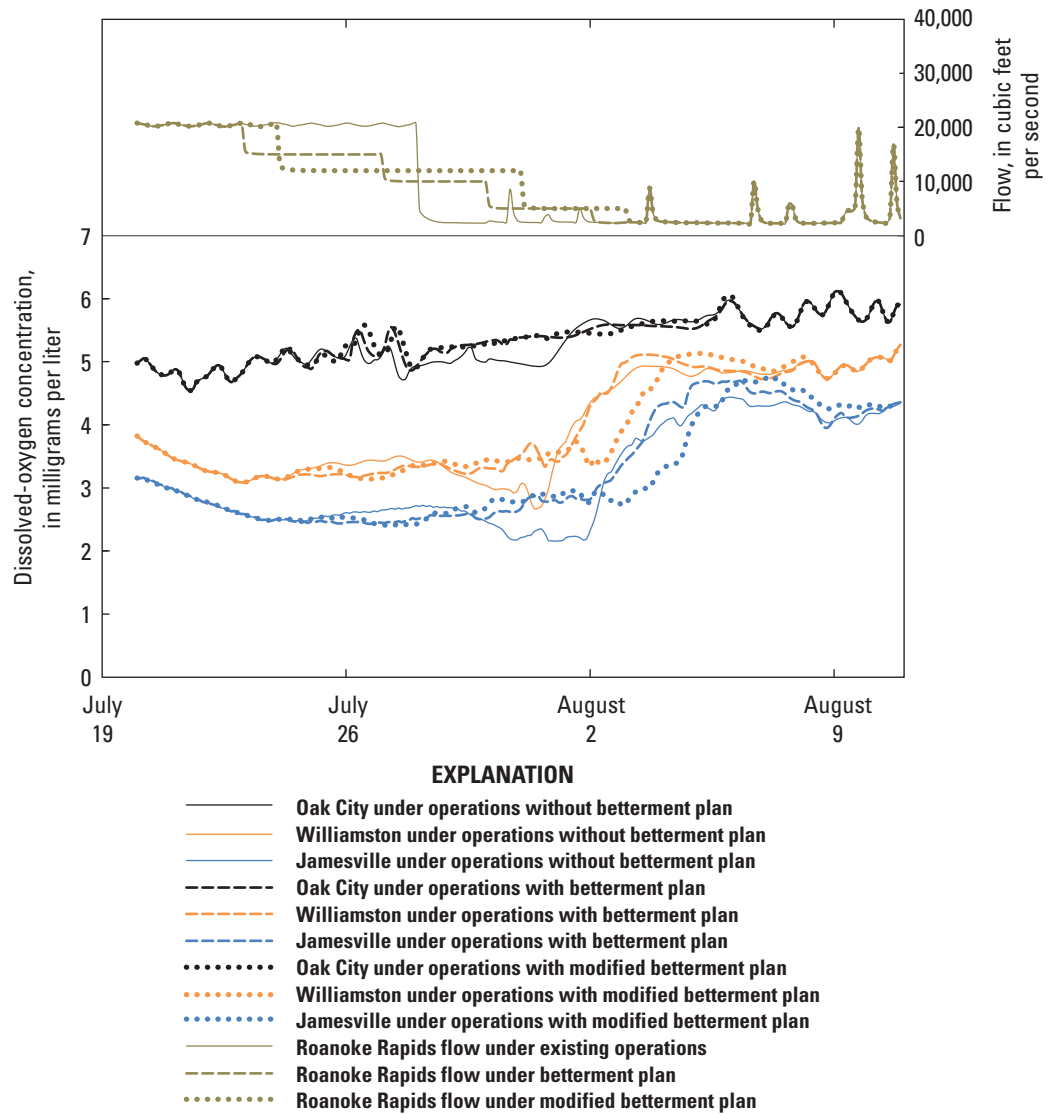 40,000
30,000
20,000
10,000
0
Flow, in cubic feet
per second
7
6
5
4
3
2
1
0
Dissolved-oxygen concentration,
in milligrams per liter
July
19
July
26
August
2
August
9
EXPLANATION
Oak City under operations without betterment plan
Williamston under operations without betterment plan
Jamesville under operations without betterment plan
Oak City under operations with betterment plan
Williamston under operations with betterment plan
Jamesville under operations with betterment plan
Oak City under operations with modified betterment plan
Williamston under operations with modified betterment plan
Jamesville under operations with modified betterment plan
Roanoke Rapids flow under existing operations
Roanoke Rapids flow under betterment plan
Roanoke Rapids flow under modified betterment plan